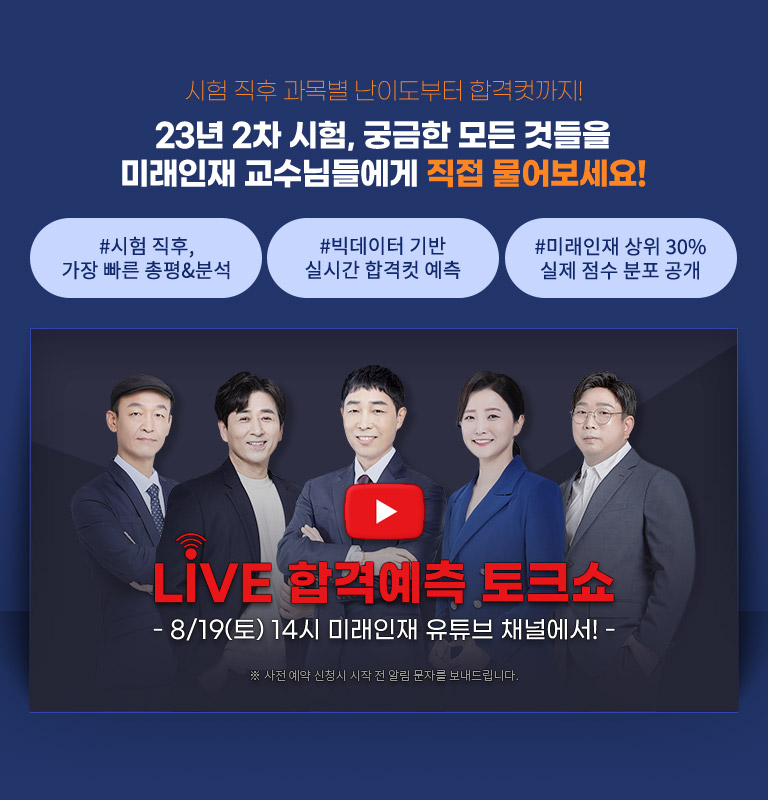 시험 직후 과목별 난이도부터 합격컷까지!
23년 2차 시험, 궁금한 모든 것들을
미래인재 교수님들에게 직접 물어보세요!
#시험 직후,
가장 빠른 총평&분석
#빅데이터 기반
실시간 합격컷 예측
#미래인재 상위 30%
실제 점수 분포 공개
LIVE 합격예측 토크쇼
- 8/19(토) 14시 미래인재 유튜브 채널에서! -
※ 사전 예약 신청시 시작 전 알림 문자를 보내드립니다.